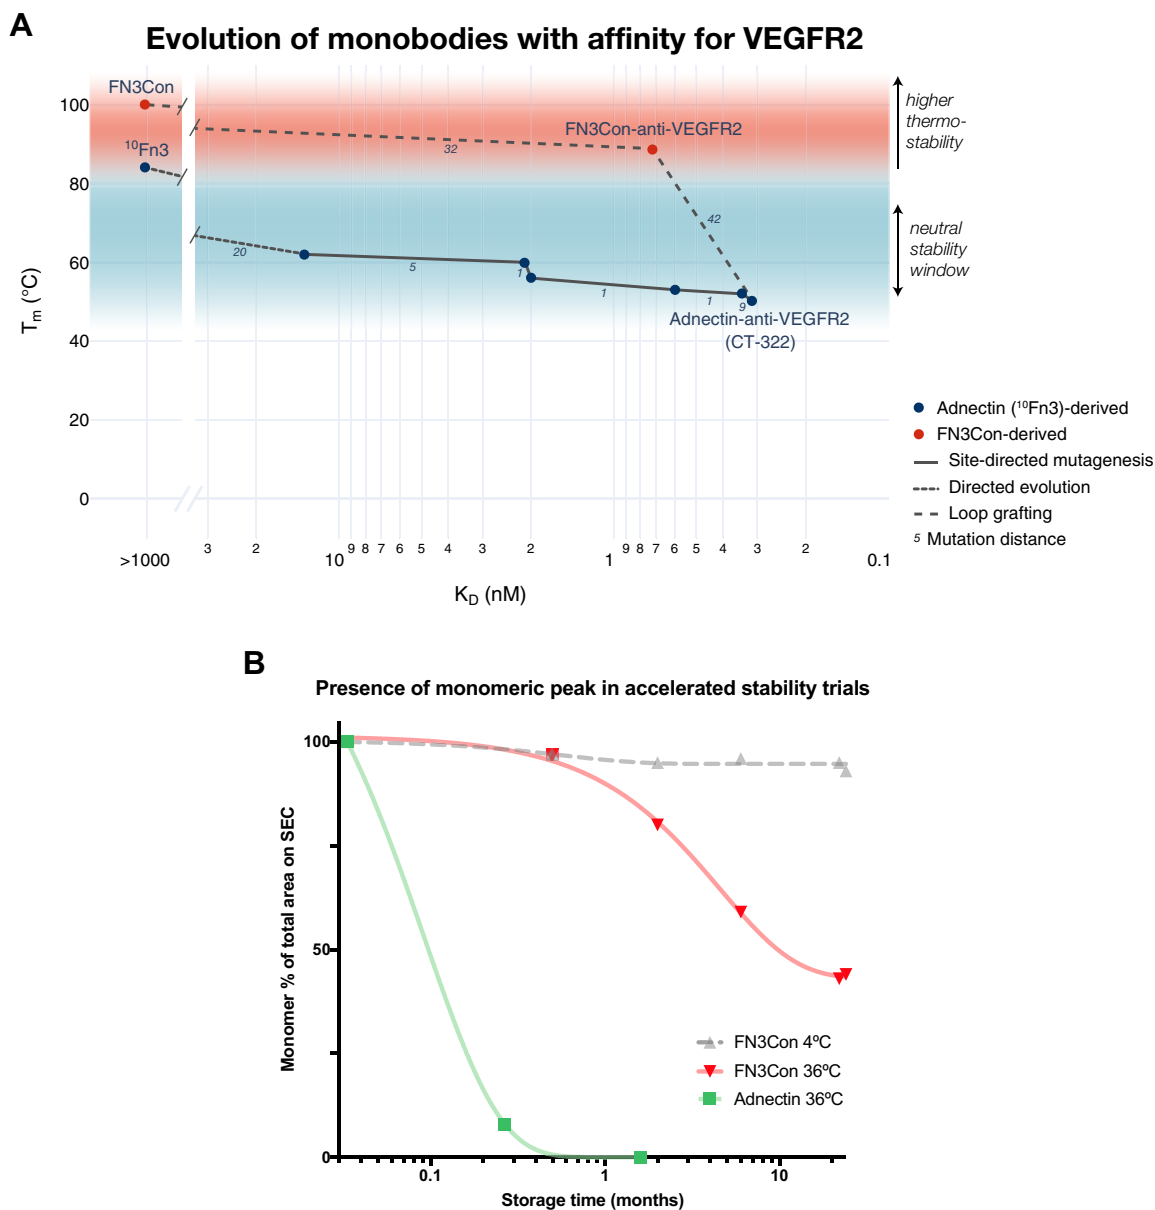 A
Evolution of monobodies with affinity for VEGFR2
FN3Con
¹⁰Fn3
FN3Con-anti-VEGFR2
32
42
20
5
1
1
1
9
Adnectin-anti-VEGFR2
(CT-322)
100
80
60
40
20
0
Tm (°C)
>1000
3
2
10
9
8
7
6
5
4
3
2
1
9
8
7
6
5
4
3
2
0.1
KD (nM)
higher
thermo-
stability
neutral
stability
window
Adnectin (¹⁰Fn3)-derived
FN3Con-derived
Site-directed mutagenesis
Directed evolution
Loop grafting
5 Mutation distance
B
Presence of monomeric peak in accelerated stability trials
100
50
0
Monomer % of total area on SEC
FN3Con 4ºC
FN3Con 36ºC
Adnectin 36ºC
0.1
1
10
Storage time (months)